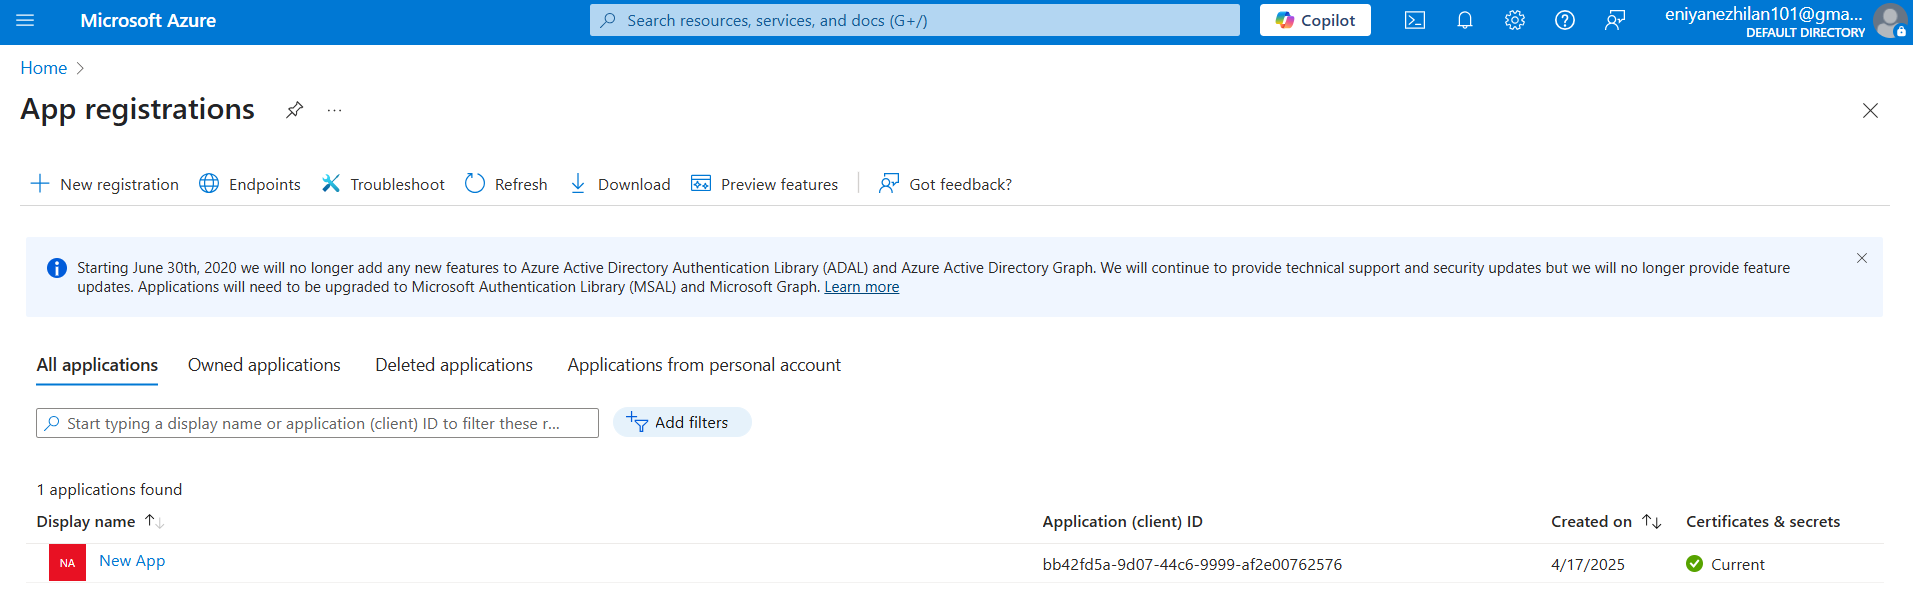 Microsoft Azure
Search resources, services, and docs (G+/)
Copilot
eniyanezhilan101@gma...
DEFAULT DIRECTORY
Home
App registrations
...
New registration
Endpoints
Troubleshoot
Refresh
Download
Preview features
Got feedback?
Starting June 30th, 2020 we will no longer add any new features to Azure Active Directory Authentication Library (ADAL) and Azure Active Directory Graph. We will continue to provide technical support and security updates but we will no longer provide feature
updates. Applications will need to be upgraded to Microsoft Authentication Library (MSAL) and Microsoft Graph. Learn more
All applications
Owned applications
Deleted applications
Applications from personal account
Start typing a display name or application (client) ID to filter these r...
Add filters
1 applications found
Display name
Application (client) ID
Created on
Certificates & secrets
NA
New App
bb42fd5a-9d07-44c6-9999-af2e00762576
4/17/2025
Current